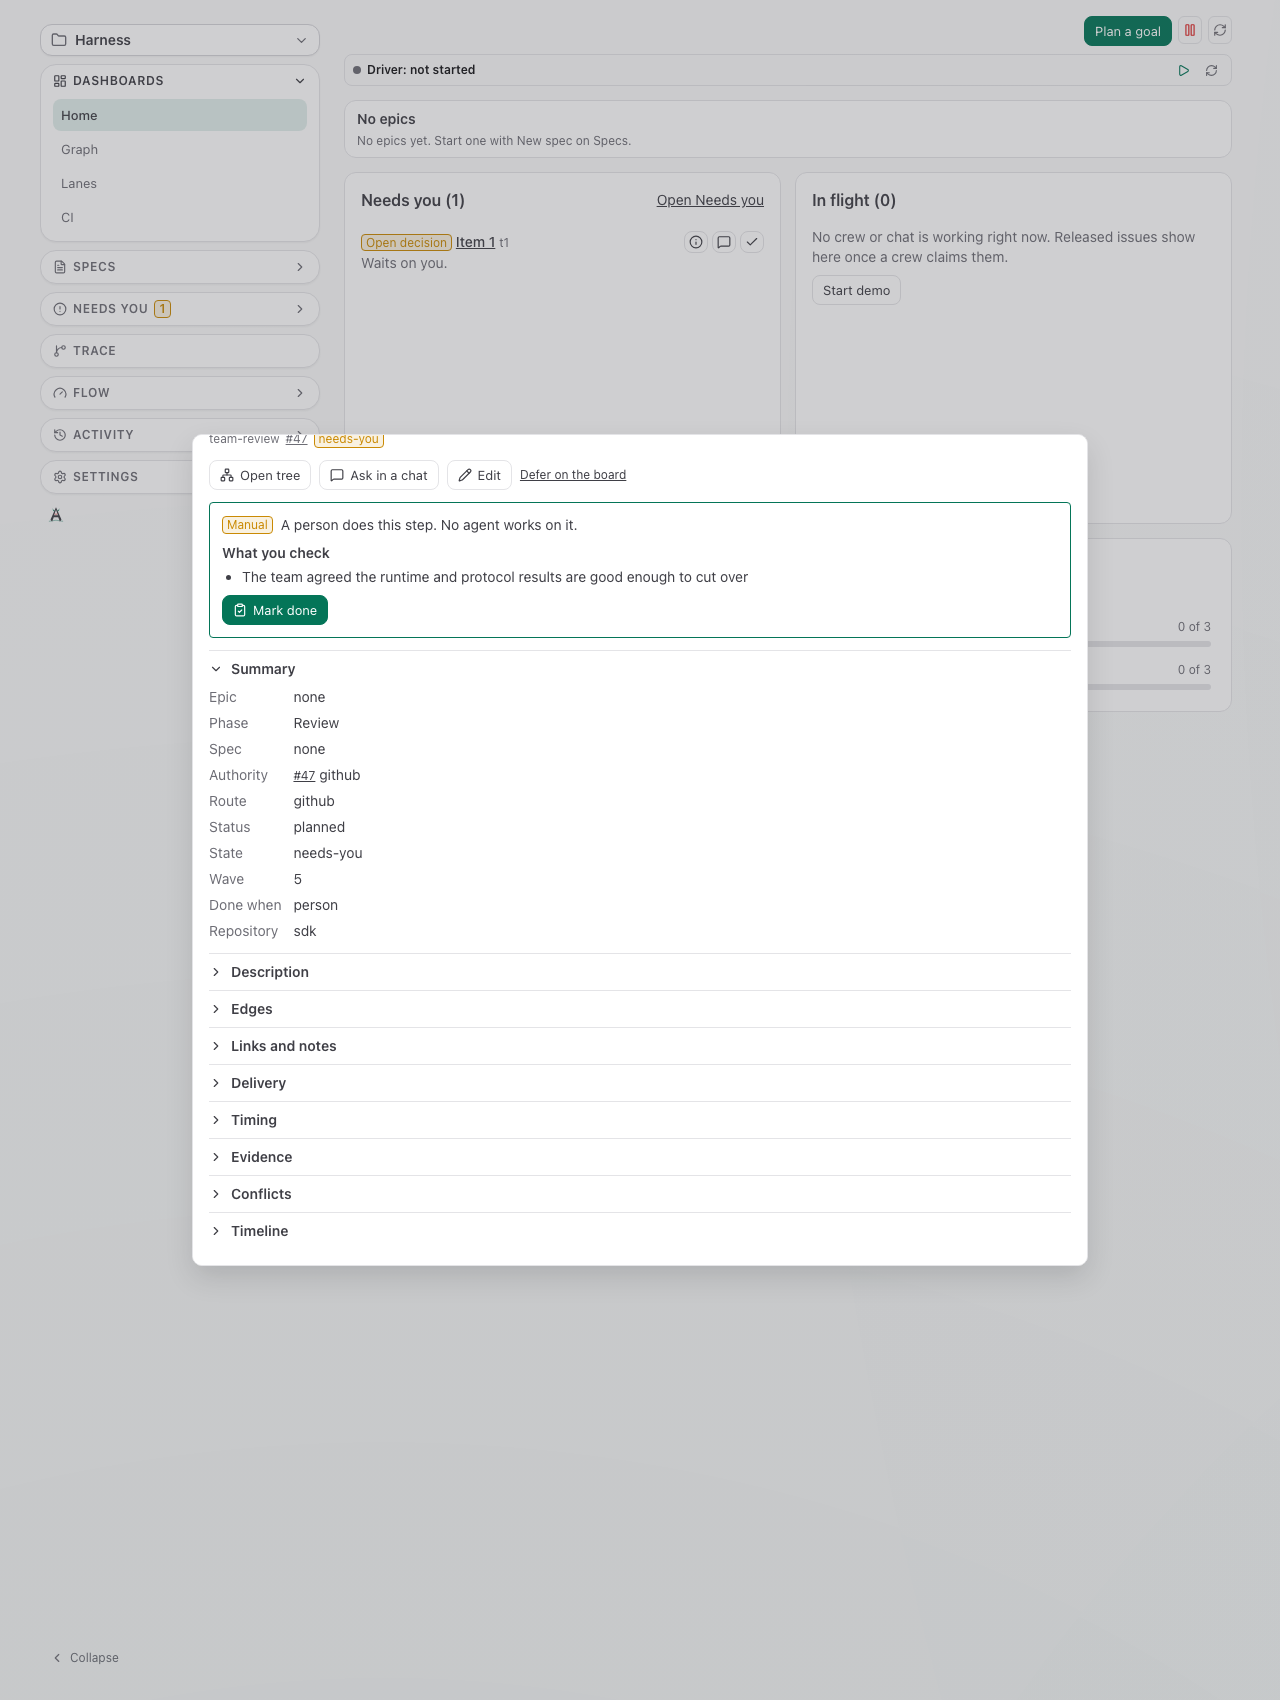 Harness
DASHBOARDS
Home
Graph
Lanes
CI
SPECS
NEEDS YOU 1
TRACE
FLOW
ACTIVITY
SETTINGS
A
Collapse
Plan a goal
Driver: not started
No epics
No epics yet. Start one with New spec on Specs.
Needs you (1)
Open Needs you
Open decision Item 1 t1
Waits on you.
In flight (0)
No crew or chat is working right now. Released issues show
here once a crew claims them.
Start demo
0 of 3
0 of 3
team-review #47 needs-you
Open tree
Ask in a chat
Edit
Defer on the board
Manual A person does this step. No agent works on it.
What you check
The team agreed the runtime and protocol results are good enough to cut over
Mark done
Summary
Epic none
Phase Review
Spec none
Authority #47 github
Route github
Status planned
State needs-you
Wave 5
Done when person
Repository sdk
Description
Edges
Links and notes
Delivery
Timing
Evidence
Conflicts
Timeline